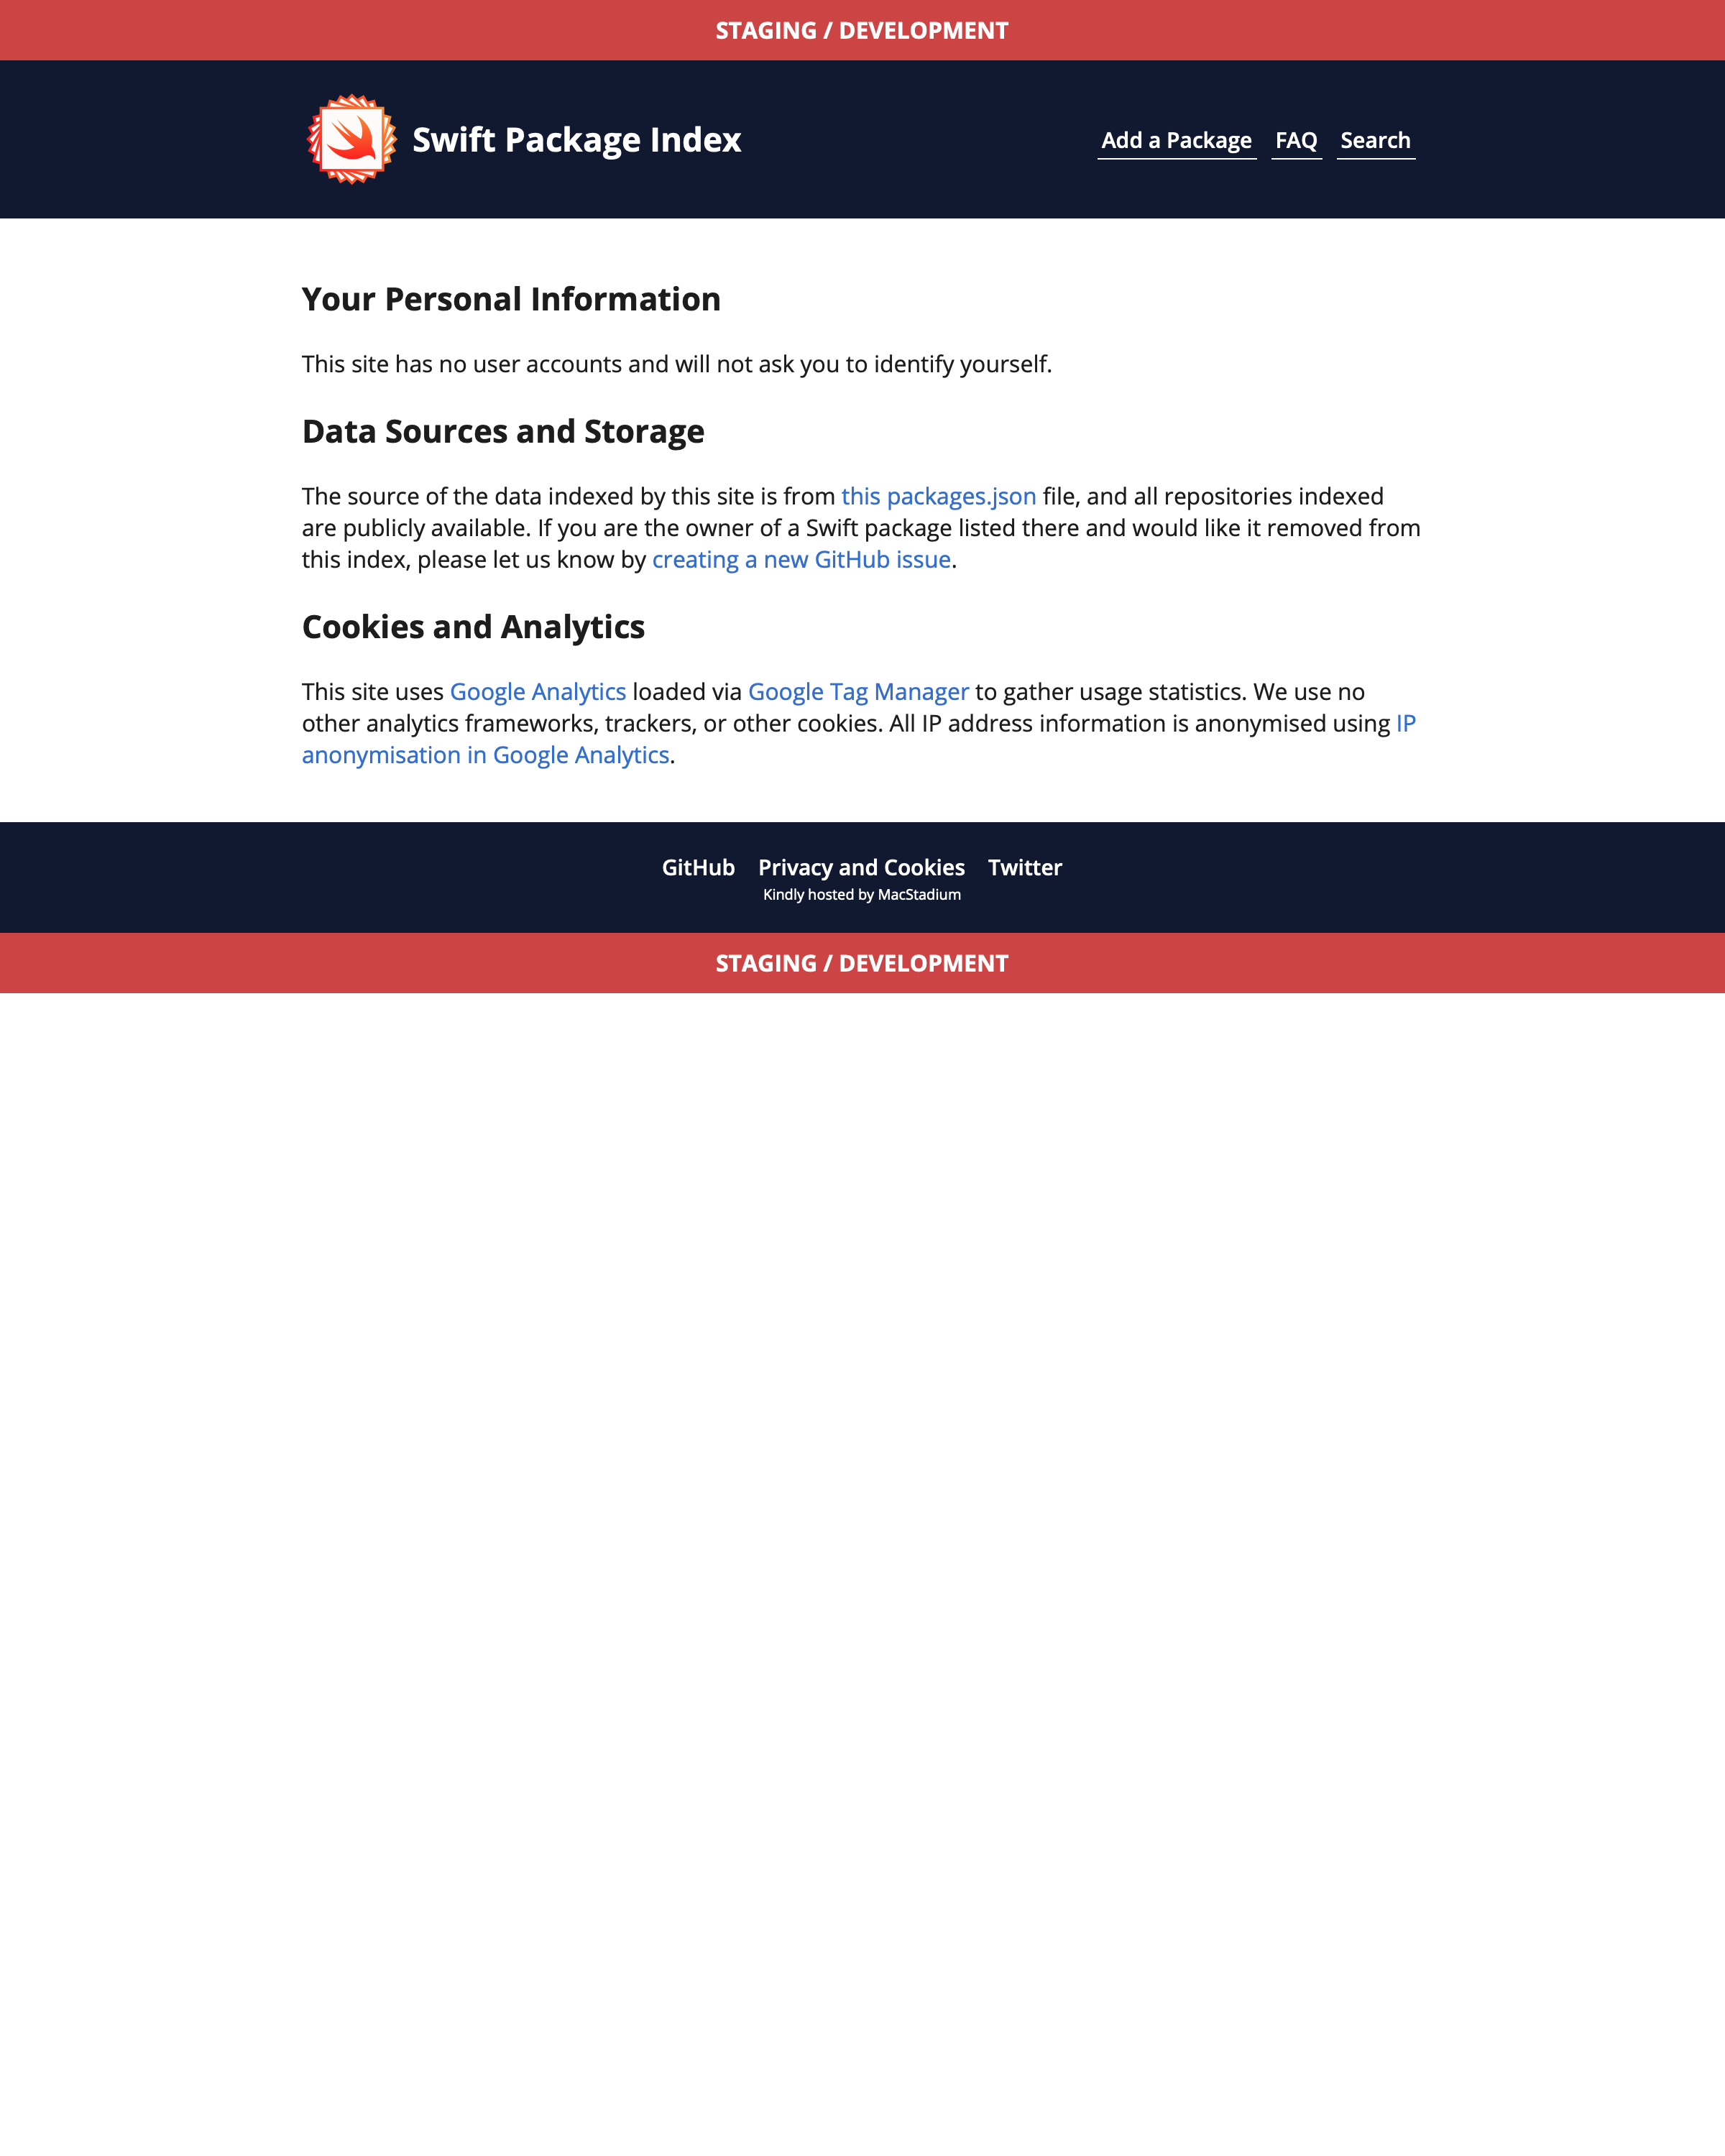 STAGING / DEVELOPMENT
Swift Package Index
Add a Package FAQ Search
Your Personal Information
This site has no user accounts and will not ask you to identify yourself.
Data Sources and Storage
The source of the data indexed by this site is from this packages.json file, and all repositories indexed
are publicly available. If you are the owner of a Swift package listed there and would like it removed from
this index, please let us know by creating a new GitHub issue.
Cookies and Analytics
This site uses Google Analytics loaded via Google Tag Manager to gather usage statistics. We use no
other analytics frameworks, trackers, or other cookies. All IP address information is anonymised using IP
anonymisation in Google Analytics.
GitHub Privacy and Cookies Twitter
Kindly hosted by MacStadium
STAGING / DEVELOPMENT